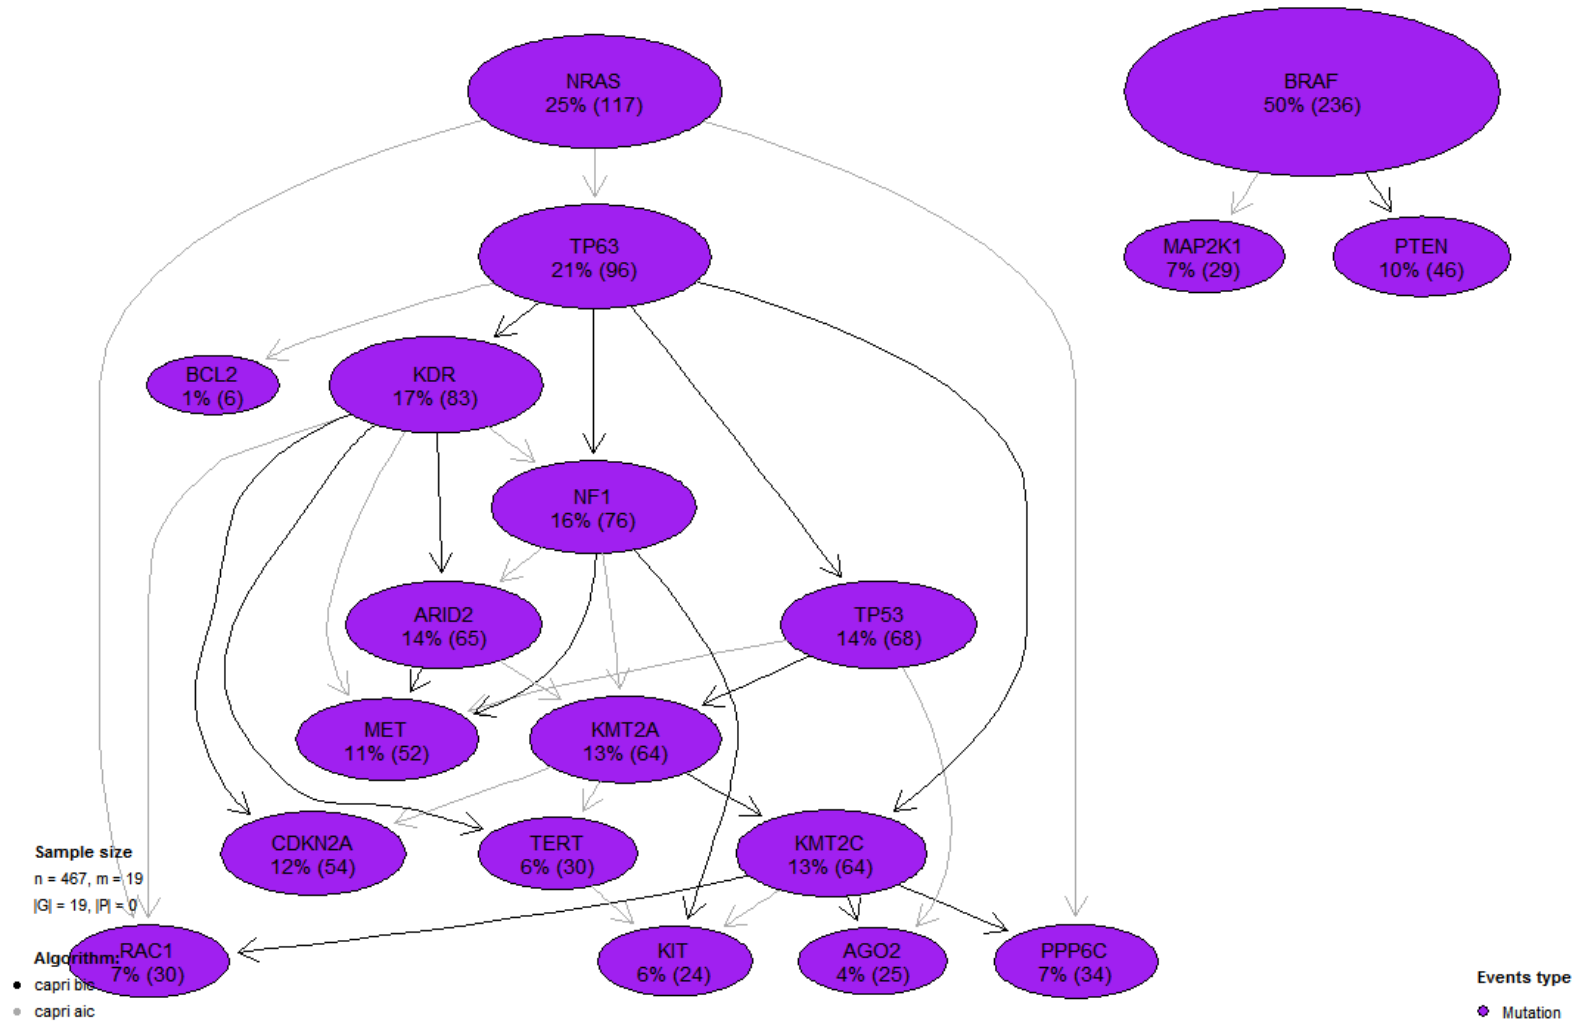 NRAS
25% (117)
BRAF
50% (236)
TP63
21% (96)
MAP2K1
7% (29)
PTEN
10% (46)
BCL2
1% (6)
KDR
17% (83)
NF1
16% (76)
ARID2
14% (65)
TP53
14% (68)
MET
11% (52)
KMT2A
13% (64)
CDKN2A
12% (54)
TERT
6% (30)
KMT2C
13% (64)
Sample size
n = 467, m = 19
|G| = 19, |P| = 0
RAC1
7% (30)
KIT
6% (24)
AGO2
4% (25)
PPP6C
7% (34)
Algorithm:
capri bic
capri aic
Events type
Mutation